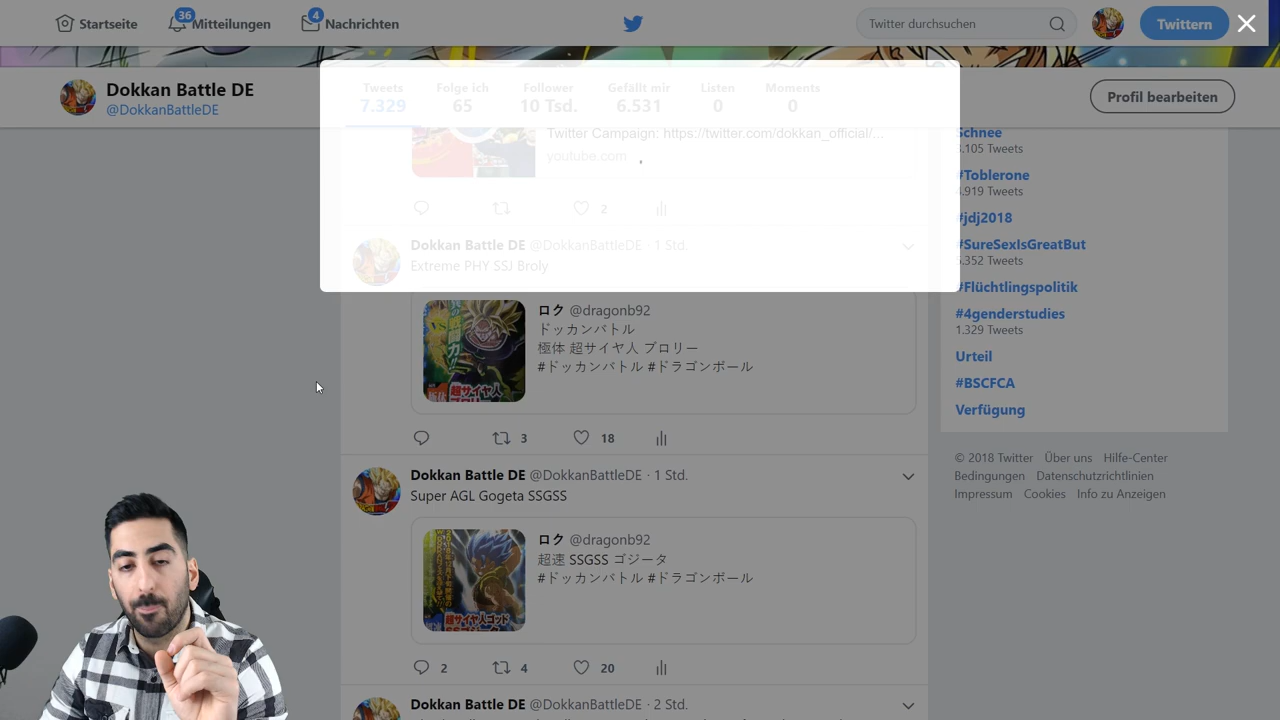 Startseite
36
Mitteilungen
4
Nachrichten
Twitter durchsuchen
Twittern
Dokkan Battle DE
@DokkanBattleDE
Tweets
7.329
Folge ich
65
Follower
10 Tsd.
Gefällt mir
6.531
Listen
0
Moments
0
Profil bearbeiten
Twitter Campaign: https://twitter.com/dokkan_official/...
youtube.com
2
Dokkan Battle DE @DokkanBattleDE · 1 Std.
Extreme PHY SSJ Broly
ロク @dragonb92
ドッカンバトル
極体 超サイヤ人 ブロリー
#ドッカンバトル #ドラゴンボール
3
18
Dokkan Battle DE @DokkanBattleDE · 1 Std.
Super AGL Gogeta SSGSS
ロク @dragonb92
超速 SSGSS ゴジータ
#ドッカンバトル #ドラゴンボール
2
4
20
Dokkan Battle DE @DokkanBattleDE · 2 Std.
Schnee
.105 Tweets
#Toblerone
.919 Tweets
#jdj2018
#SureSexIsGreatBut
.352 Tweets
#Flüchtlingspolitik
#4genderstudies
1.329 Tweets
Urteil
#BSCFCA
Verfügung
© 2018 Twitter Über uns Hilfe-Center
Bedingungen Datenschutzrichtlinien
Impressum Cookies Info zu Anzeigen